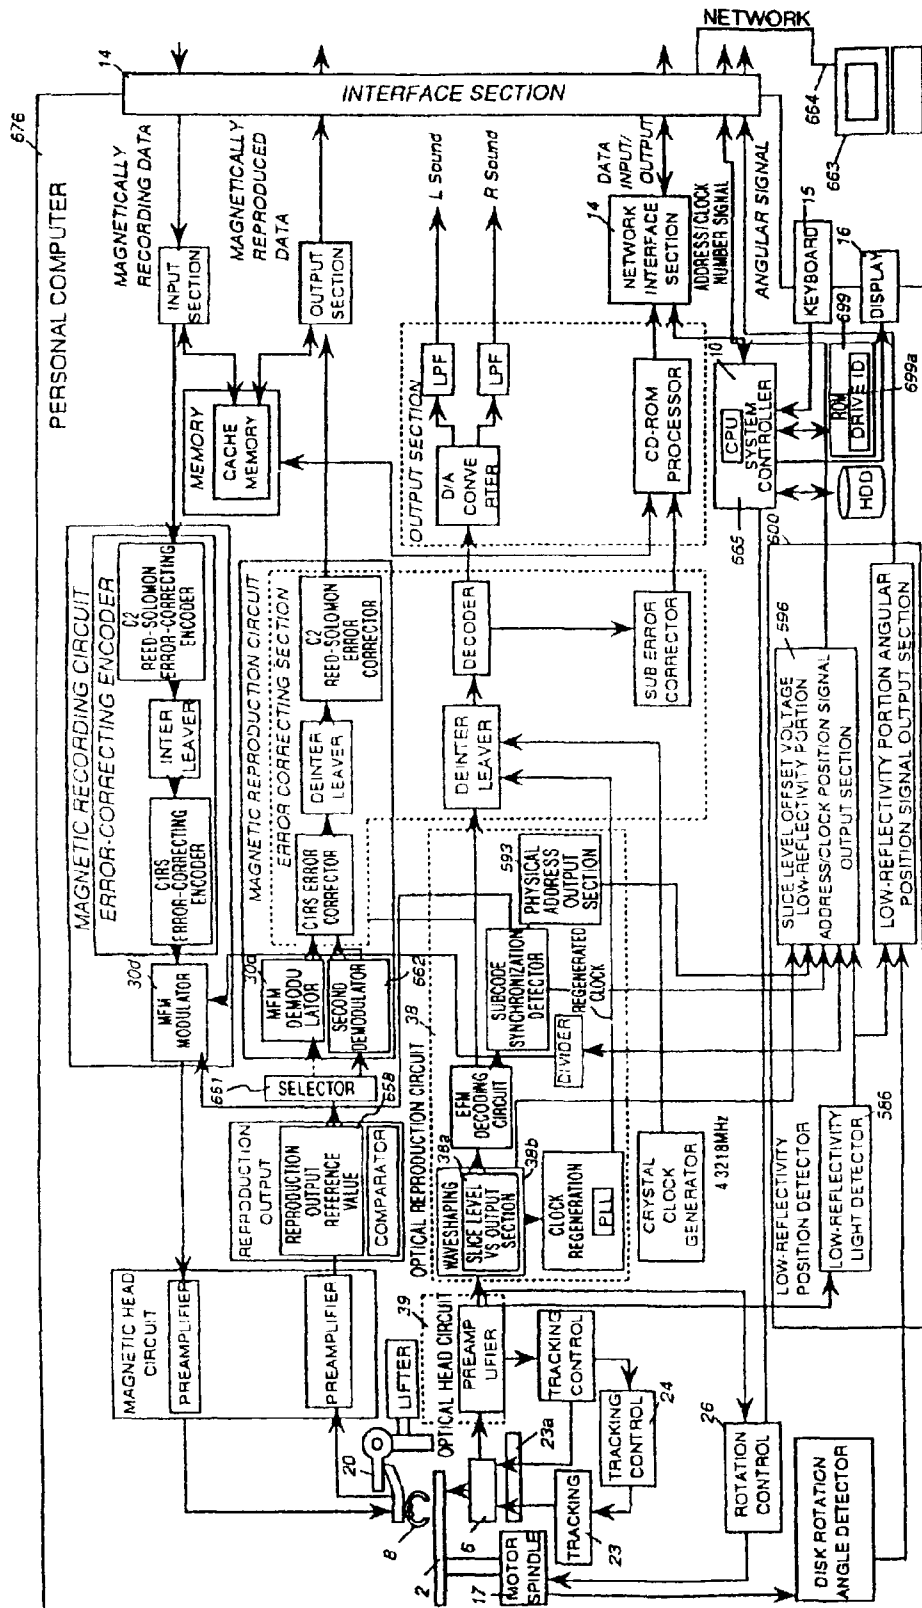 PERSONAL COMPUTER
676
14
INTERFACE SECTION
NETWORK
664
663
MAGNETICALLY
RECORDING DATA
MAGNETICALLY
REPRODUCED
DATA
INPUT
SECTION
OUTPUT
SECTION
MEMORY
CACHE
MEMORY
L Sound
R Sound
DATA
INPUT/
OUTPUT
14
NETWORK
INTERFACE
SECTION
ADDRESS/CLOCK
NUMBER SIGNAL
ANGULAR SIGNAL
KEYBOARD
15
DISPLAY
16
MAGNETIC RECORDING CIRCUIT
ERROR-CORRECTING ENCODER
C2
REED-SOLOMON
ERROR-CORRECTING
ENCODER
INTER
LEAVER
C1RS
ERROR-CORRECTING
ENCODER
30d
MFM
MODULATOR
MAGNETIC REPRODUCTION CIRCUIT
ERROR CORRECTING SECTION
C2
REED-SOLOMON
ERROR
CORRECTOR
DEINTER
LEAVER
C1RS ERROR
CORRECTOR
30d
MFM
DEMODU
LATOR
SECOND
DEMODULATOR
662
661
SELECTOR
658
REPRODUCTION
OUTPUT
REPRODUCTION
OUTPUT
REFERENCE
VALUE
COMPARATOR
MAGNETIC HEAD
CIRCUIT
PREAMPLIFIER
PREAMPLIFIER
OUTPUT SECTION
LPF
LPF
D/A
CONVE
RTER
CD-ROM
PROCESSOR
DECODER
DEINTER
LEAVER
SUB ERROR
CORRECTOR
10
CPU
SYSTEM
CONTROLLER
665
ROM
DRIVE ID
699
699a
HDD
600
596
SLICE LEVEL OFFSET VOLTAGE
LOW-REFLECTIVITY PORTION
ADDRESS/CLOCK POSITION SIGNAL
OUTPUT SECTION
LOW-REFLECTIVITY PORTION ANGULAR
POSITION SIGNAL OUTPUT SECTION
OPTICAL REPRODUCTION CIRCUIT
38
593
PHYSICAL
ADDRESS OUTPUT
SECTION
SUBCODE
SYNCHRONIZATION
DETECTOR
REGENERATED
CLOCK
DIVIDER
EFM
DECODING
CIRCUIT
38a
38b
WAVESHAPING
SLICE LEVEL
VS OUTPUT
SECTION
CLOCK
REGENERATION
PLL
CRYSTAL
CLOCK
GENERATOR
4 3218MHz
LOW-REFLECTIVITY
POSITION DETECTOR
LOW-REFLECTIVITY
LIGHT DETECTOR
586
39
OPTICAL HEAD CIRCUIT
PREAMP
LIFIER
LIFTER
20
8
2
6
23a
TRACKING
CONTROL
TRACKING
CONTROL
24
TRACKING
23
17
MOTOR
SPINDLE
26
ROTATION
CONTROL
DISK ROTATION
ANGLE DETECTOR